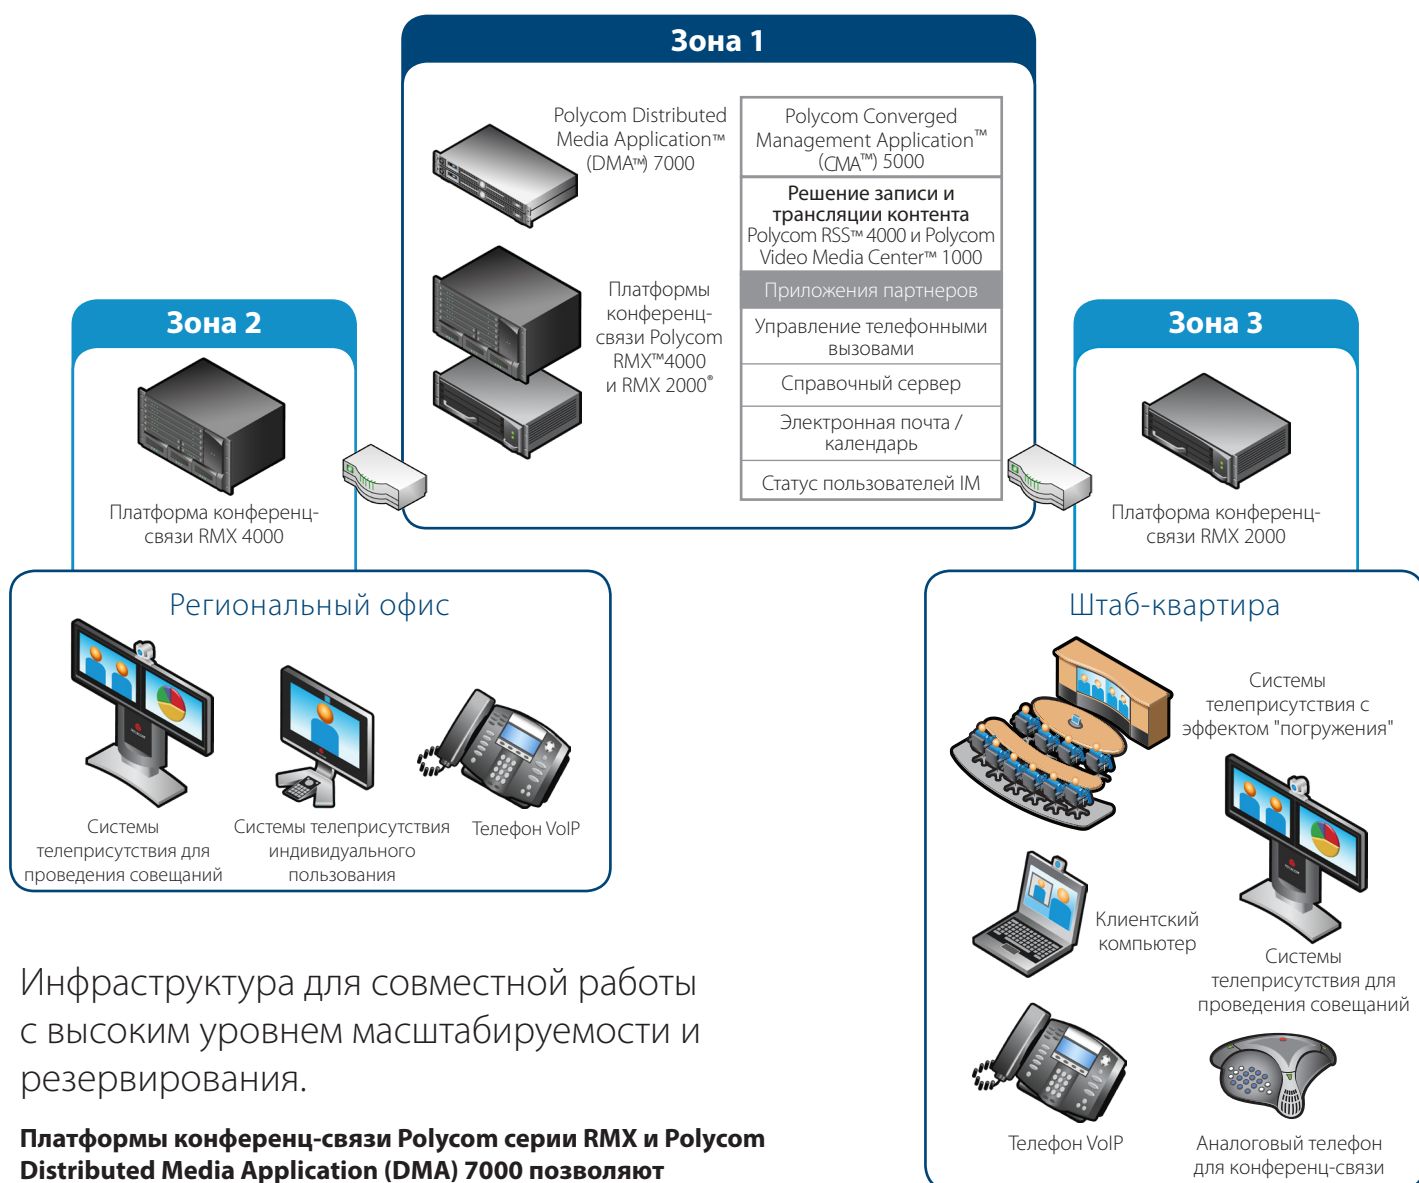 Зона 1
Polycom Distributed
Media Application™
(DMA™) 7000
Polycom Converged
Management Application™
(CMA™) 5000
Решение записи и
трансляции контента
Polycom RSS™ 4000 и Polycom
Video Media Center™ 1000
Платформы
конференц-
связи Polycom
RMX™4000
и RMX 2000®
Приложения партнеров
Управление телефонными
вызовами
Справочный сервер
Электронная почта /
календарь
Статус пользователей IM
Зона 2
Платформа конференц-
связи RMX 4000
Зона 3
Платформа конференц-
связи RMX 2000
Региональный офис
Системы
телеприсутствия для
проведения совещаний
Системы телеприсутствия
индивидуального
пользования
Телефон VoIP
Штаб-квартира
Системы
телеприсутствия с
эффектом "погружения"
Клиентский
компьютер
Системы
телеприсутствия для
проведения совещаний
Телефон VoIP
Аналоговый телефон
для конференц-связи
Инфраструктура для совместной работы
с высоким уровнем масштабируемости и
резервирования.
Платформы конференц-связи Polycom серии RMX и Polycom
Distributed Media Application (DMA) 7000 позволяют